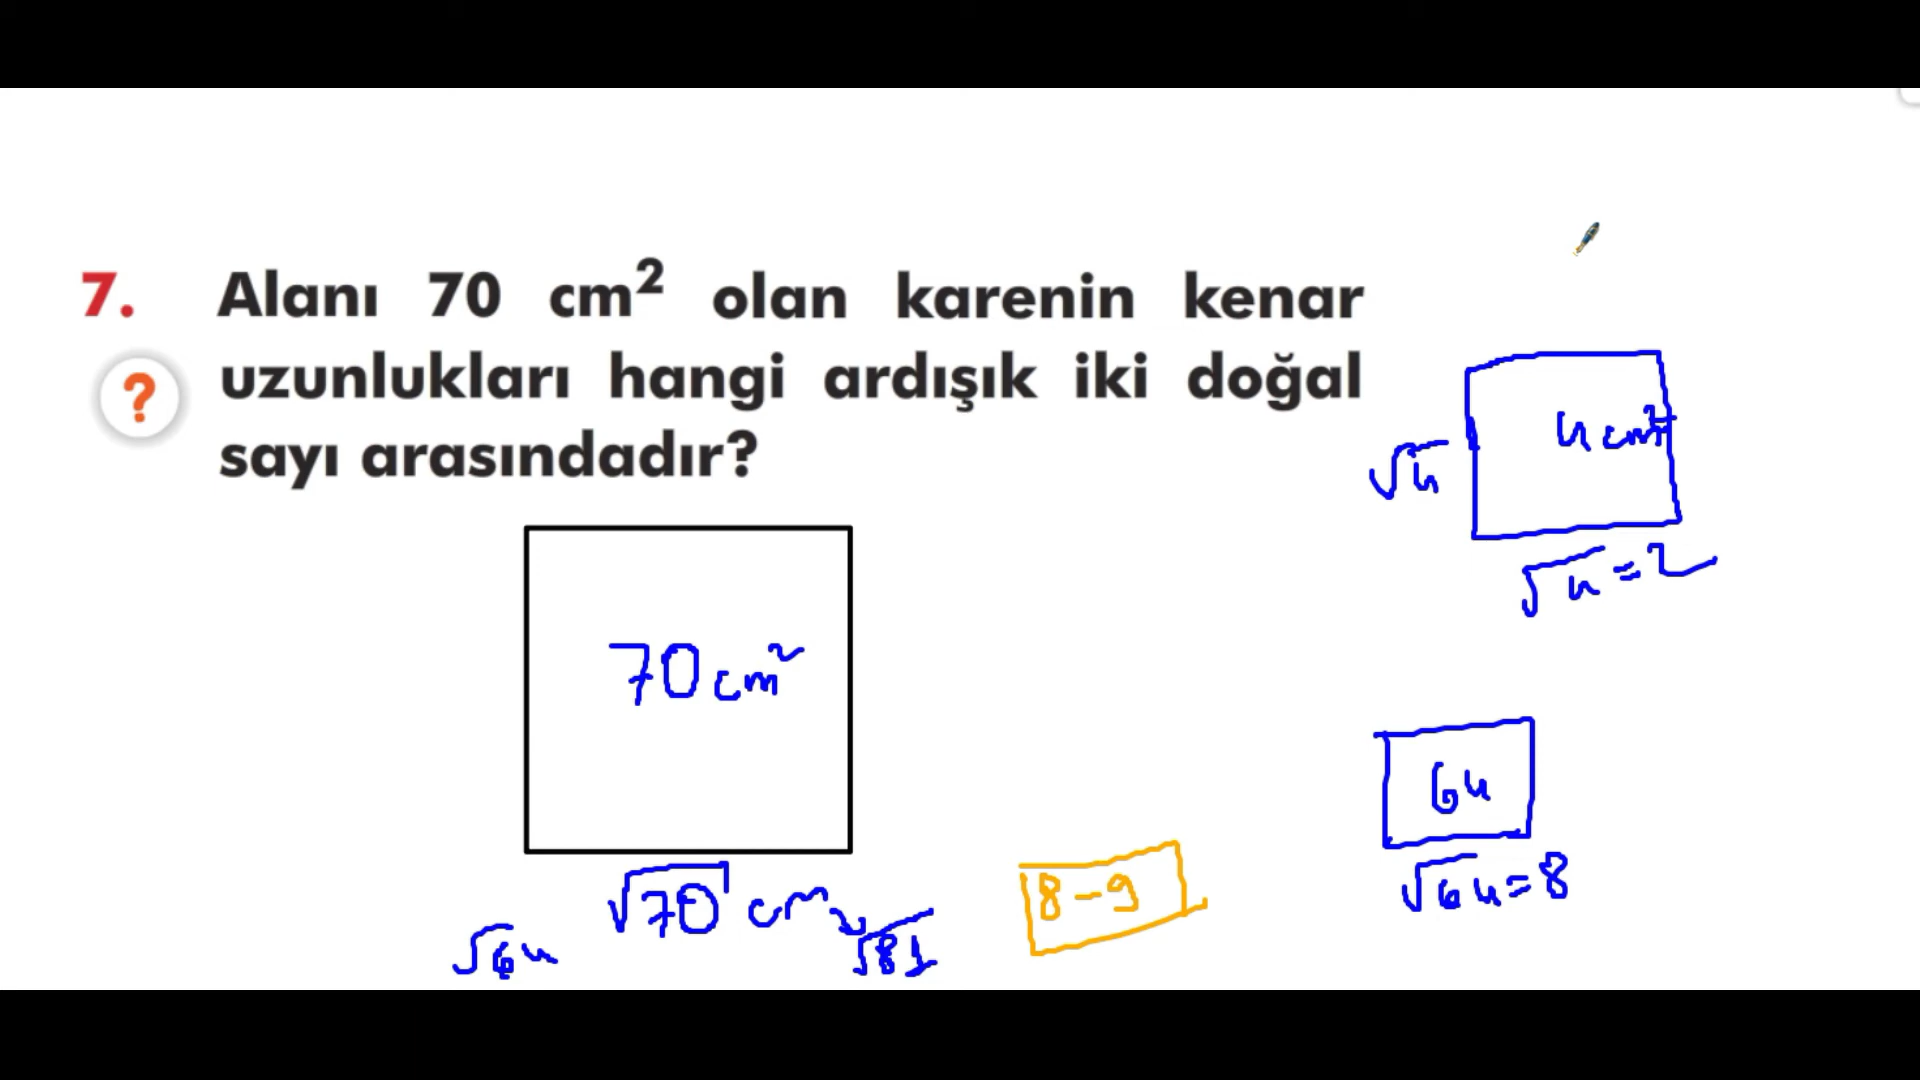 7. Alanı 70 cm² olan karenin kenar
? uzunlukları hangi ardışık iki doğal
sayı arasındadır?
4 cm²
√4
√4 = 2
70 cm²
64
√64 = 8
√70 cm
8 - 9
√64
√81